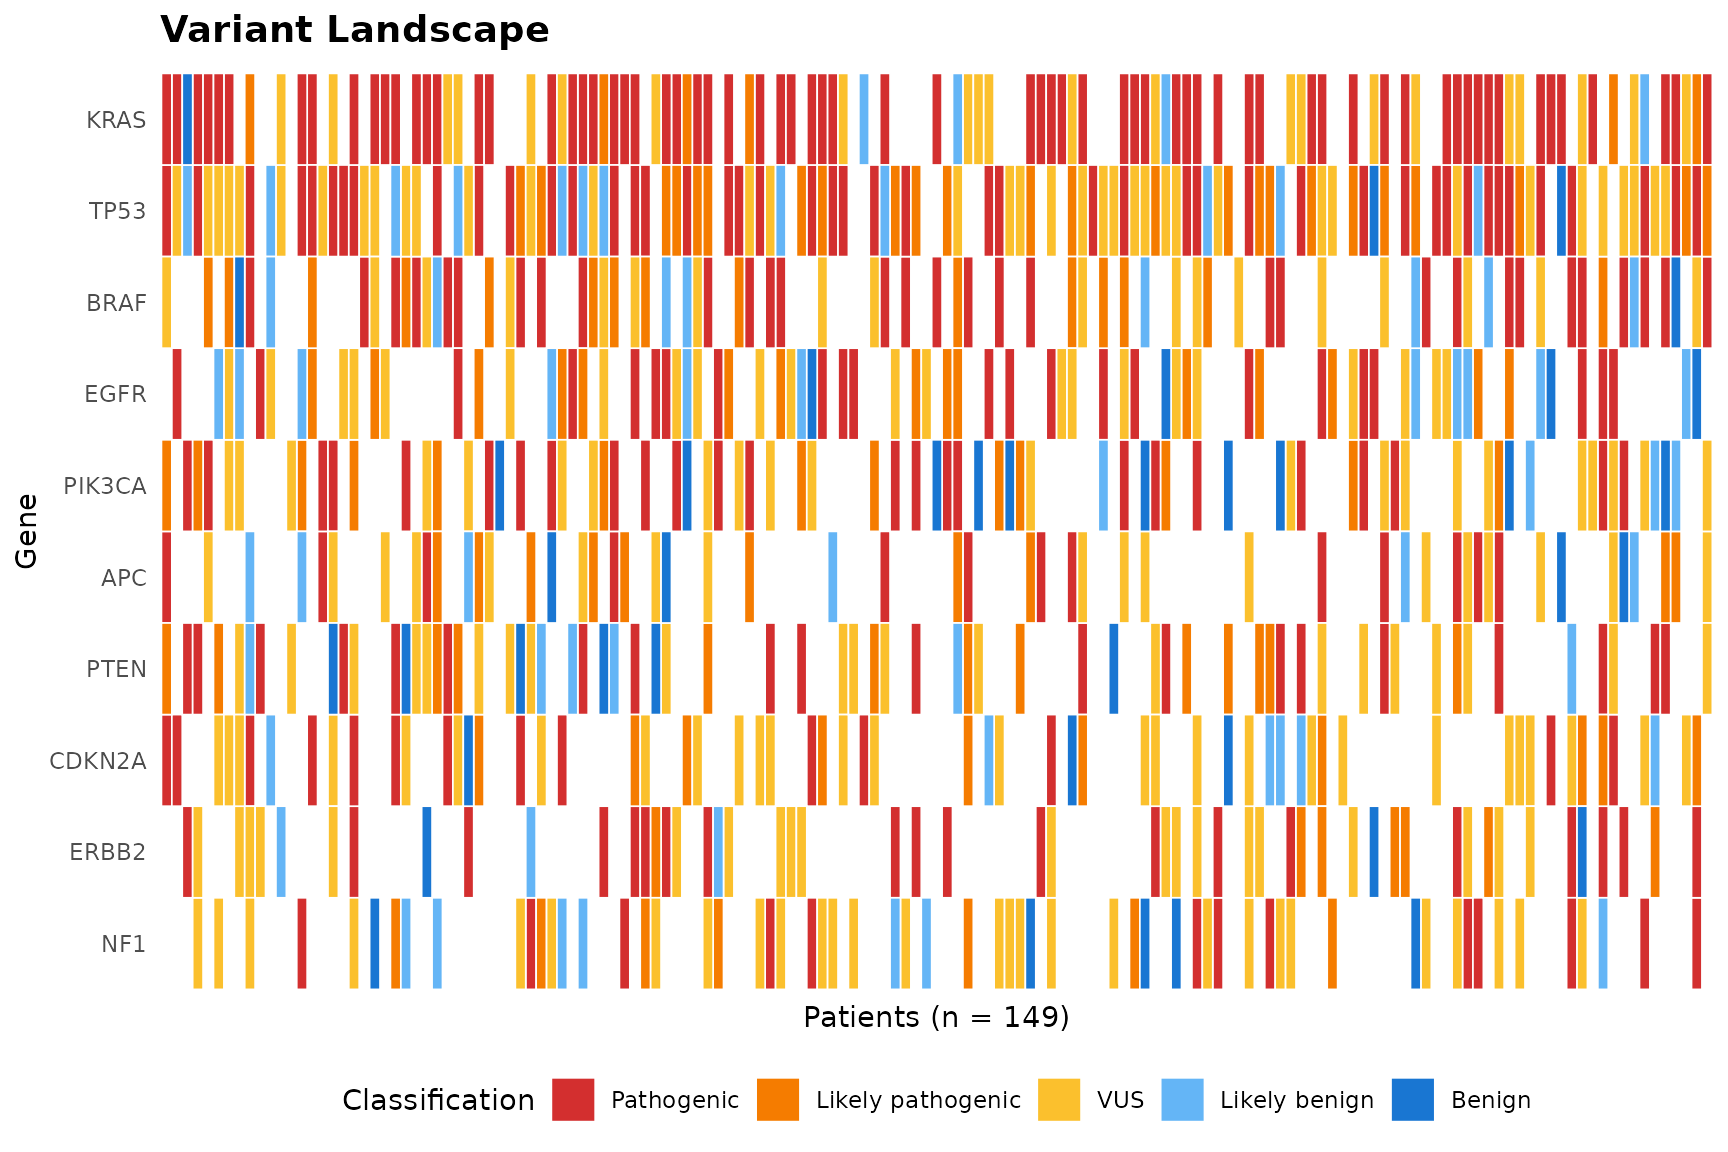 Variant Landscape
Gene
KRAS
TP53
BRAF
EGFR
PIK3CA
APC
PTEN
CDKN2A
ERBB2
NF1
Patients (n = 149)
Classification Pathogenic Likely pathogenic VUS Likely benign Benign